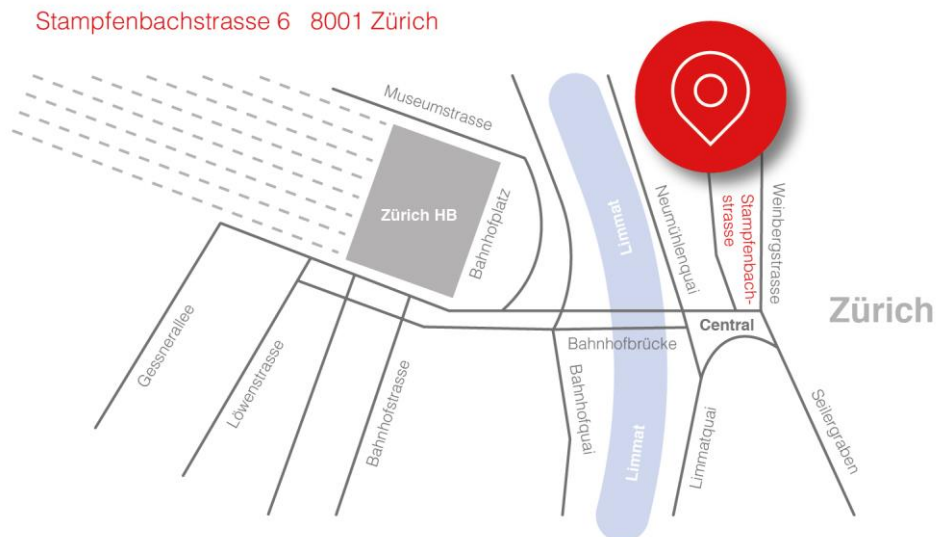 Stampfenbachstrasse 6 8001 Zürich
Museumstrasse
Zürich HB
Bahnhofplatz
Limmat
Neumühlenquai
Stampfenbach-
strasse
Weinbergstrasse
Zürich
Central
Bahnhofbrücke
Gessnerallee
Löwenstrasse
Bahnhofstrasse
Bahnhofquai
Limmat
Limmatquai
Seilergraben